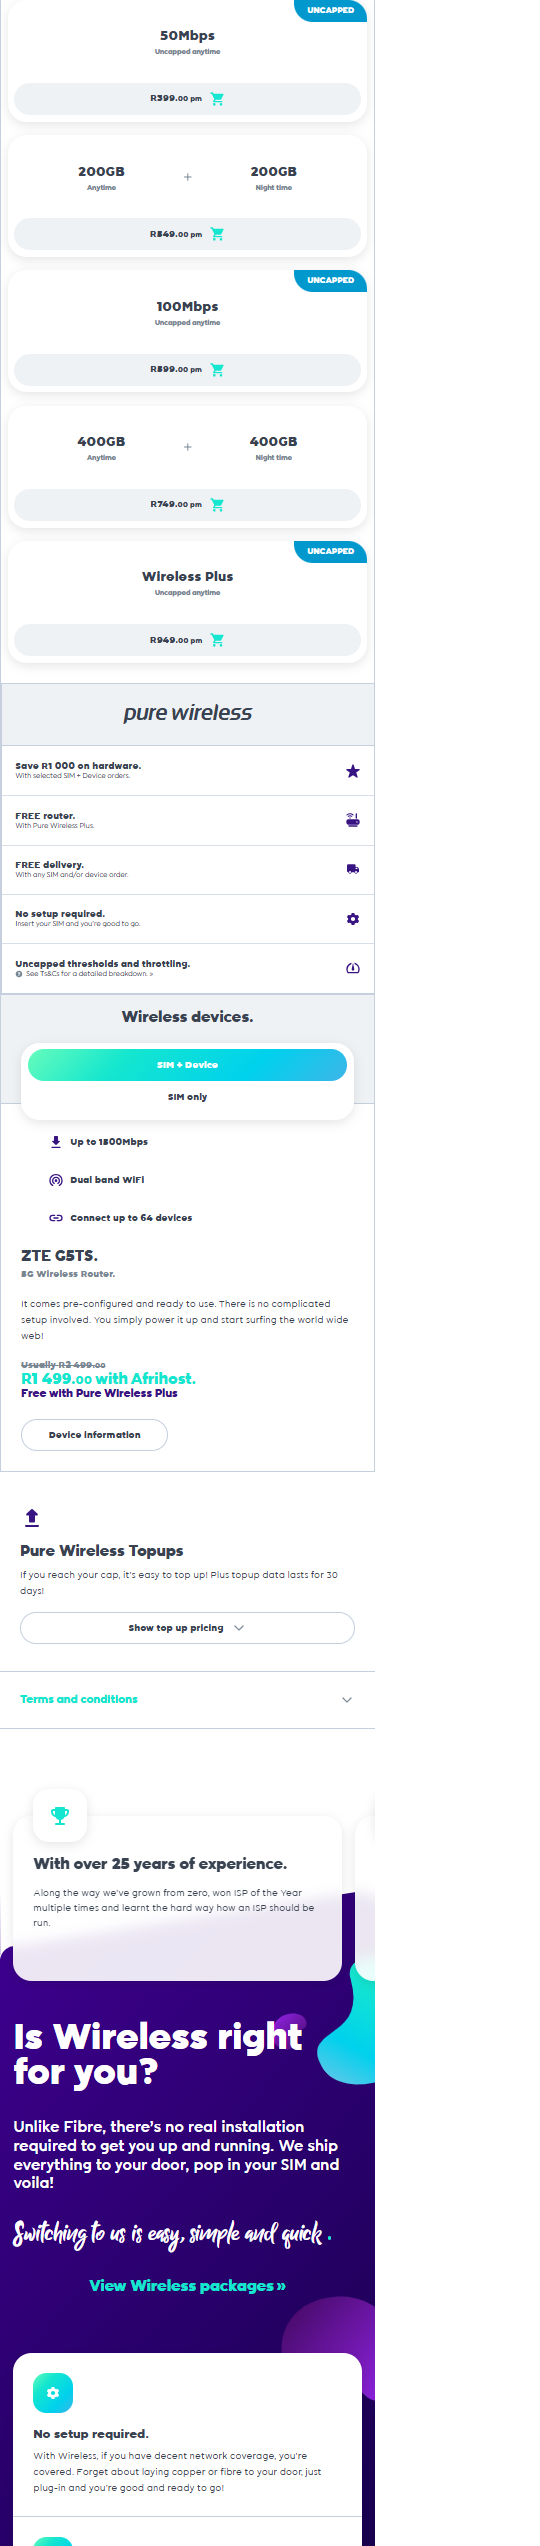 UNCAPPED
50Mbps
Uncapped anytime
R399.00 pm
200GB + 200GB
Anytime Night time
R549.00 pm
UNCAPPED
100Mbps
Uncapped anytime
R599.00 pm
400GB + 400GB
Anytime Night time
R749.00 pm
UNCAPPED
Wireless Plus
Uncapped anytime
R949.00 pm
pure wireless
Save R1 000 on hardware.
With selected SIM + Device orders.
FREE router.
With Pure Wireless Plus.
FREE delivery.
With any SIM and/or device order.
No setup required.
Insert your SIM and you're good to go.
Uncapped thresholds and throttling.
See Ts&Cs for a detailed breakdown. »
Wireless devices.
SIM + Device
SIM only
Up to 1800Mbps
Dual band WiFi
Connect up to 64 devices
ZTE G5TS.
5G Wireless Router.
It comes pre-configured and ready to use. There is no complicated
setup involved. You simply power it up and start surfing the world wide
web!
Usually R2 499.00
R1 499.00 with Afrihost.
Free with Pure Wireless Plus
Device information
Pure Wireless Topups
If you reach your cap, it's easy to top up! Plus topup data lasts for 30
days!
Show top up pricing
Terms and conditions
With over 25 years of experience.
Along the way we've grown from zero, won ISP of the Year
multiple times and learnt the hard way how an ISP should be
run.
Is Wireless right
for you?
Unlike Fibre, there's no real installation
required to get you up and running. We ship
everything to your door, pop in your SIM and
voila!
Switching to us is easy, simple and quick .
View Wireless packages »
No setup required.
With Wireless, if you have decent network coverage, you're
covered. Forget about laying copper or fibre to your door, just
plug-in and you're good and ready to go!